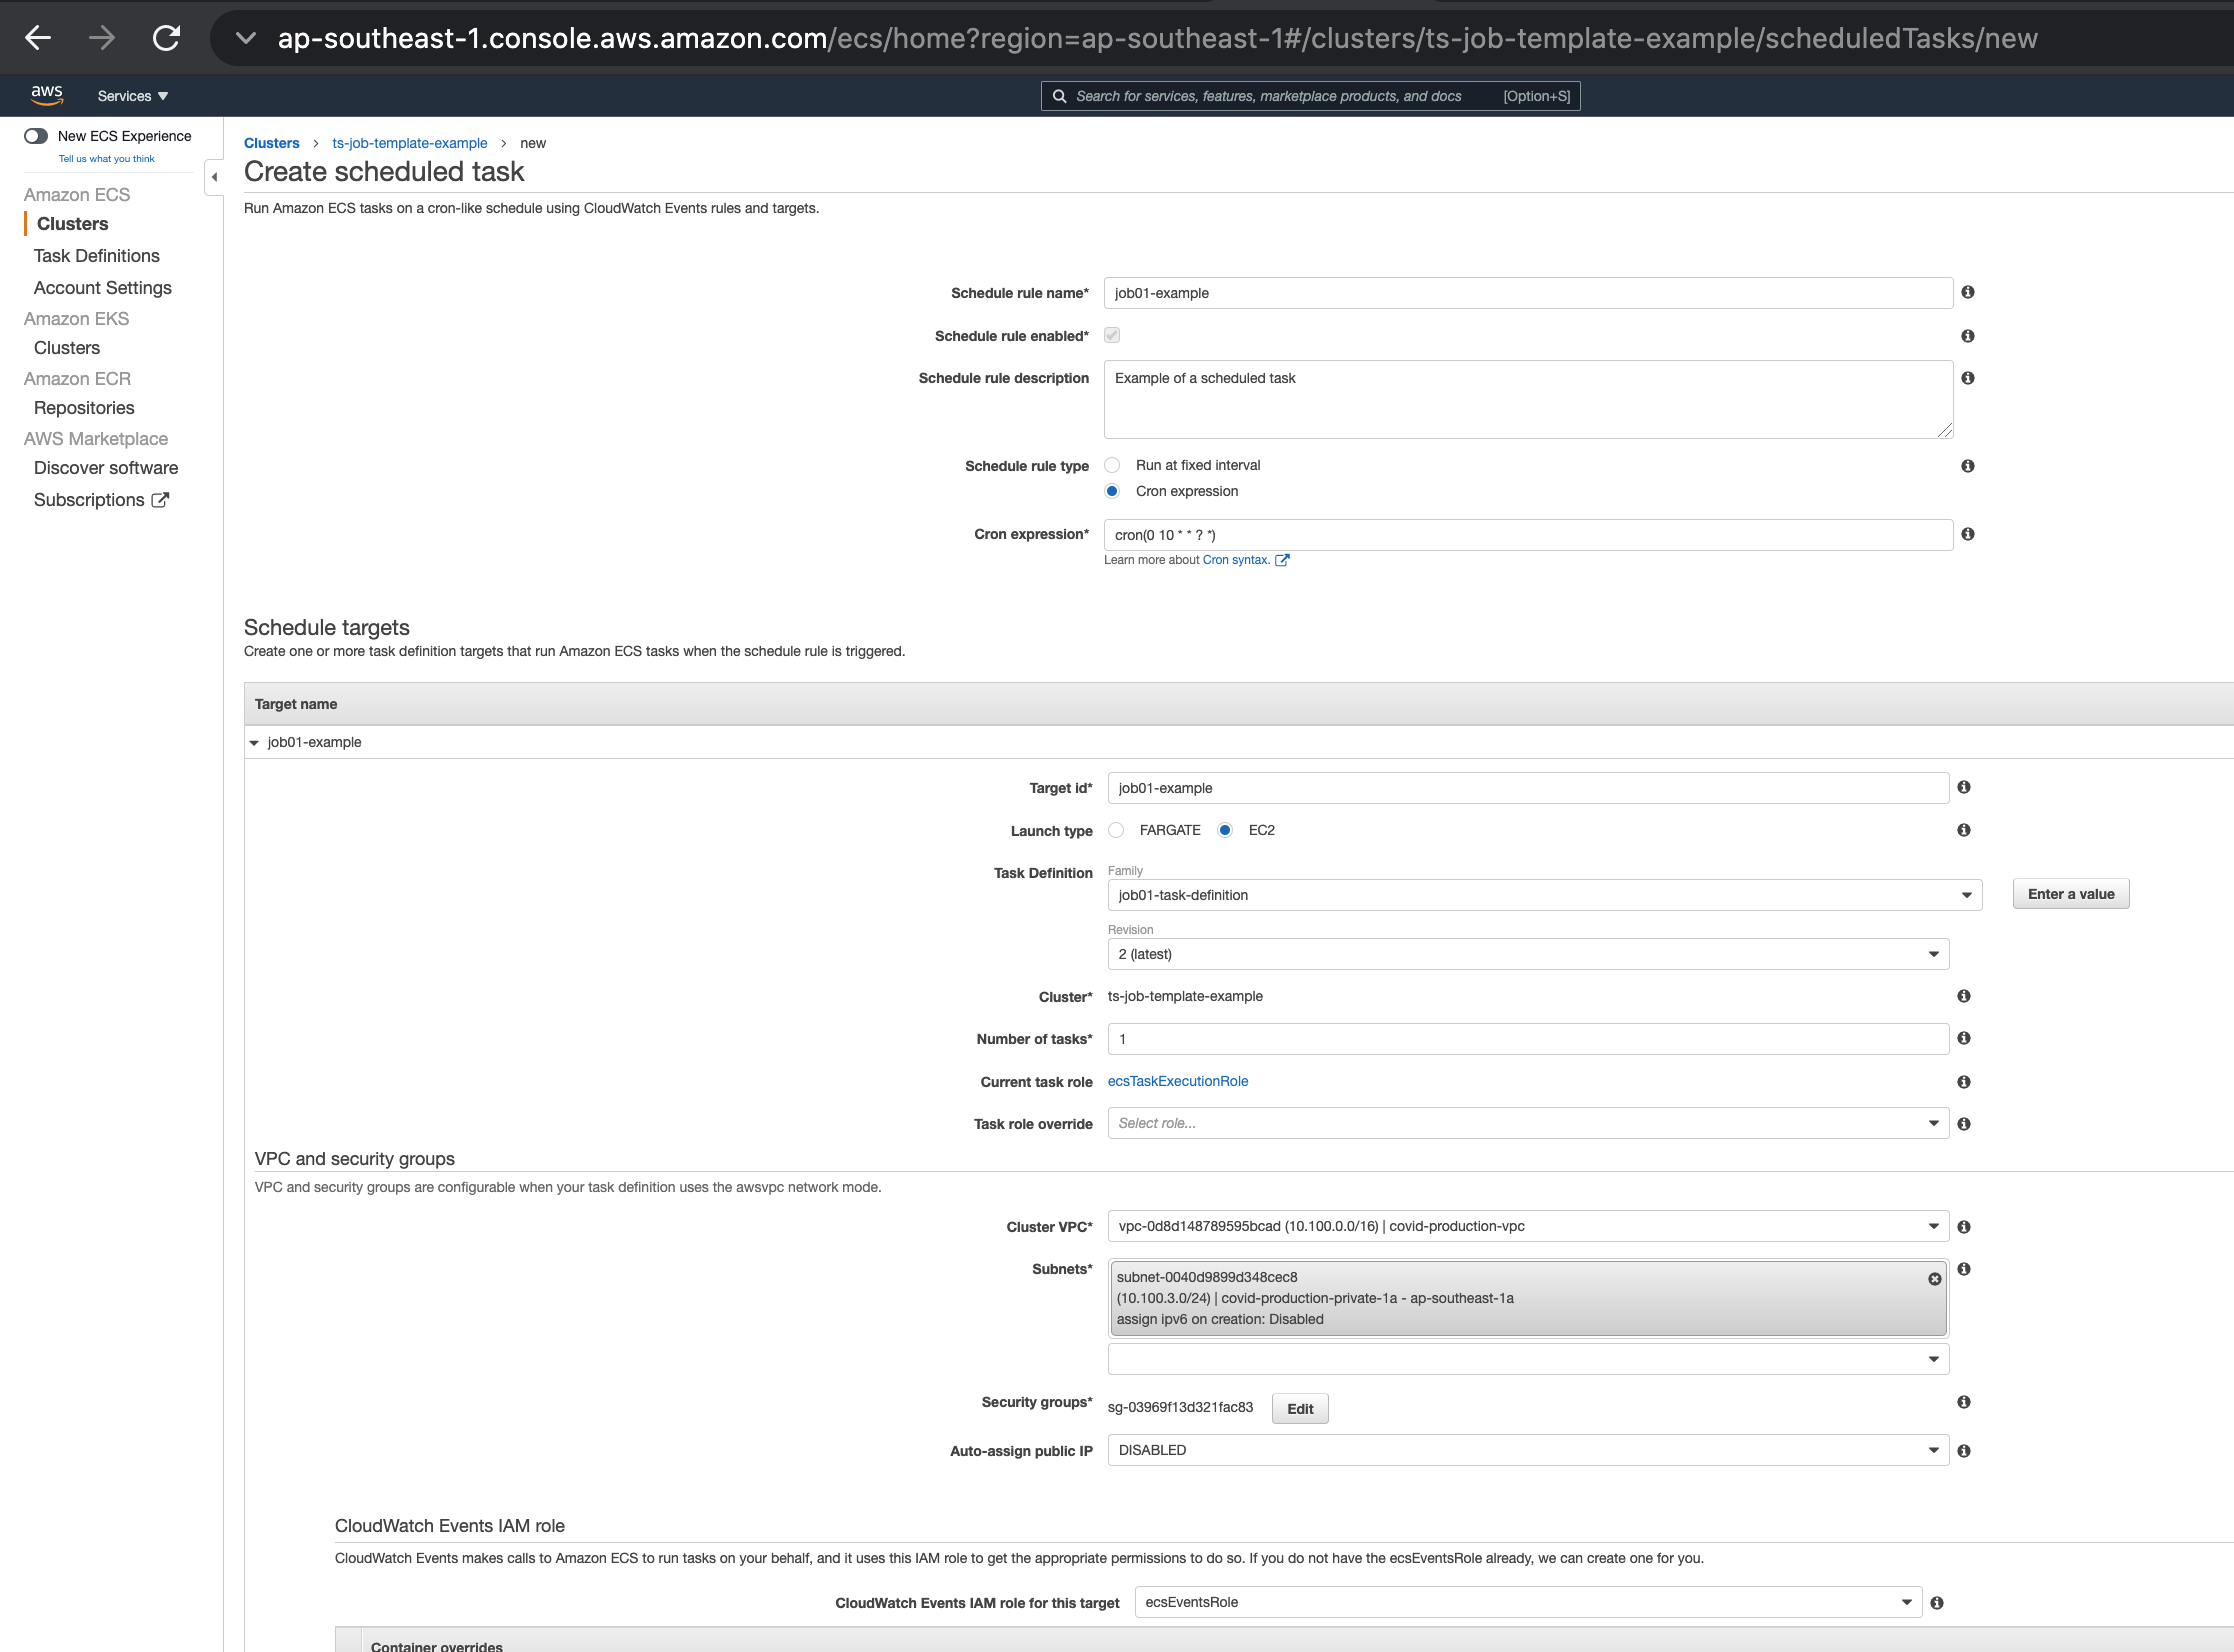 ap-southeast-1.console.aws.amazon.com/ecs/home?region=ap-southeast-1#/clusters/ts-job-template-example/scheduledTasks/new
aws Services ▼ Search for services, features, marketplace products, and docs [Option+S]
New ECS Experience
Tell us what you think
Amazon ECS
Clusters
Task Definitions
Account Settings
Amazon EKS
Clusters
Amazon ECR
Repositories
AWS Marketplace
Discover software
Subscriptions
Clusters > ts-job-template-example > new
Create scheduled task
Run Amazon ECS tasks on a cron-like schedule using CloudWatch Events rules and targets.
Schedule rule name* job01-example
Schedule rule enabled*
Schedule rule description Example of a scheduled task
Schedule rule type Run at fixed interval
Cron expression
Cron expression* cron(0 10 * * ? *)
Learn more about Cron syntax.
Schedule targets
Create one or more task definition targets that run Amazon ECS tasks when the schedule rule is triggered.
Target name
job01-example
Target id* job01-example
Launch type FARGATE EC2
Task Definition Family
job01-task-definition Enter a value
Revision
2 (latest)
Cluster* ts-job-template-example
Number of tasks* 1
Current task role ecsTaskExecutionRole
Task role override Select role...
VPC and security groups
VPC and security groups are configurable when your task definition uses the awsvpc network mode.
Cluster VPC* vpc-0d8d148789595bcad (10.100.0.0/16) | covid-production-vpc
Subnets* subnet-0040d9899d348cec8
(10.100.3.0/24) | covid-production-private-1a - ap-southeast-1a
assign ipv6 on creation: Disabled
Security groups* sg-03969f13d321fac83 Edit
Auto-assign public IP DISABLED
CloudWatch Events IAM role
CloudWatch Events makes calls to Amazon ECS to run tasks on your behalf, and it uses this IAM role to get the appropriate permissions to do so. If you do not have the ecsEventsRole already, we can create one for you.
CloudWatch Events IAM role for this target ecsEventsRole
Container overrides